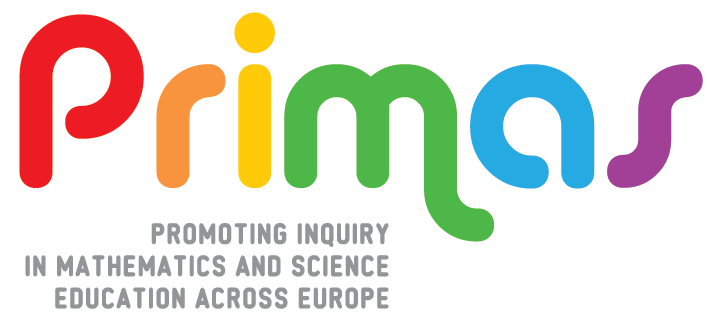 Primas
PROMOTING INQUIRY
IN MATHEMATICS AND SCIENCE
EDUCATION ACROSS EUROPE